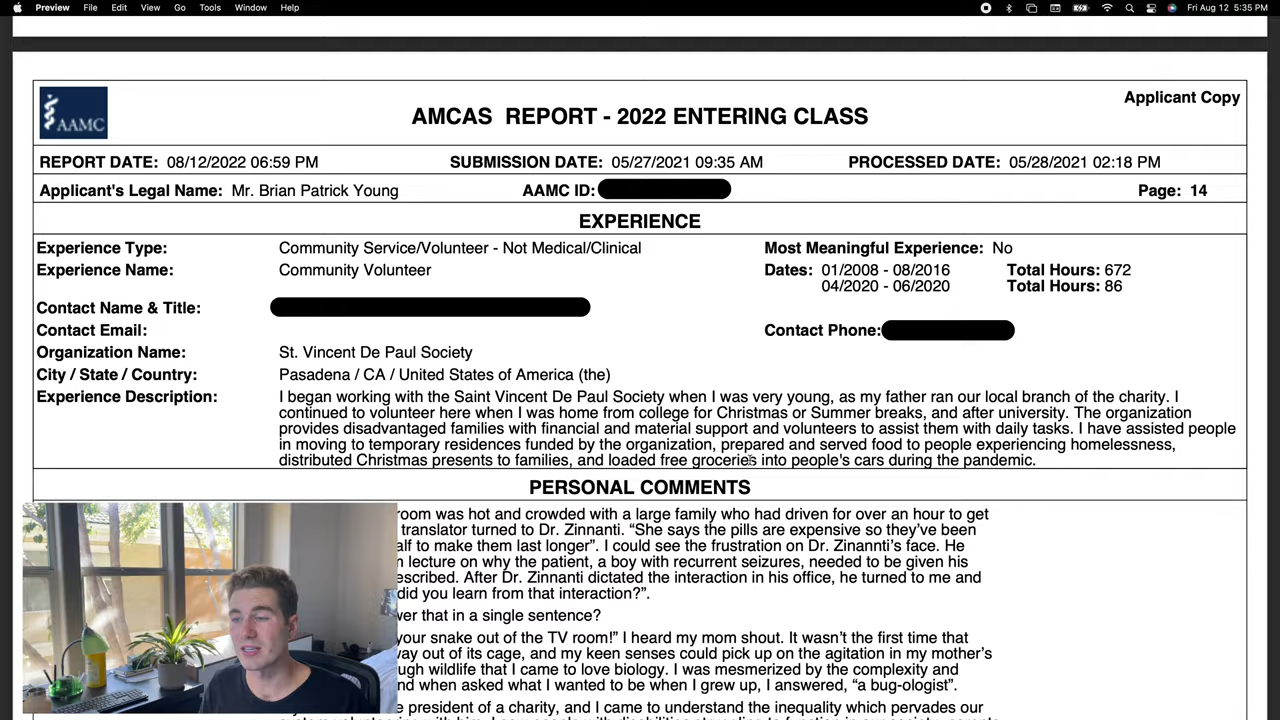 Preview File Edit View Go Tools Window Help Fri Aug 12 5:35 PM
AAMC
AMCAS REPORT - 2022 ENTERING CLASS
Applicant Copy
REPORT DATE: 08/12/2022 06:59 PM SUBMISSION DATE: 05/27/2021 09:35 AM PROCESSED DATE: 05/28/2021 02:18 PM
Applicant's Legal Name: Mr. Brian Patrick Young AAMC ID: Page: 14
EXPERIENCE
Experience Type: Community Service/Volunteer - Not Medical/Clinical Most Meaningful Experience: No
Experience Name: Community Volunteer Dates: 01/2008 - 08/2016 Total Hours: 672
04/2020 - 06/2020 Total Hours: 86
Contact Name & Title:
Contact Email: Contact Phone:
Organization Name: St. Vincent De Paul Society
City / State / Country: Pasadena / CA / United States of America (the)
Experience Description: I began working with the Saint Vincent De Paul Society when I was very young, as my father ran our local branch of the charity. I
continued to volunteer here when I was home from college for Christmas or Summer breaks, and after university. The organization
provides disadvantaged families with financial and material support and volunteers to assist them with daily tasks. I have assisted people
in moving to temporary residences funded by the organization, prepared and served food to people experiencing homelessness,
distributed Christmas presents to families, and loaded free groceries into people's cars during the pandemic.
PERSONAL COMMENTS
room was hot and crowded with a large family who had driven for over an hour to get
translator turned to Dr. Zinnanti. “She says the pills are expensive so they’ve been
alf to make them last longer”. I could see the frustration on Dr. Zinannti’s face. He
lecture on why the patient, a boy with recurrent seizures, needed to be given his
escribed. After Dr. Zinnanti dictated the interaction in his office, he turned to me and
did you learn from that interaction?”.
wer that in a single sentence?
your snake out of the TV room!” I heard my mom shout. It wasn’t the first time that
way out of its cage, and my keen senses could pick up on the agitation in my mother’s
ugh wildlife that I came to love biology. I was mesmerized by the complexity and
nd when asked what I wanted to be when I grew up, I answered, “a bug-ologist”.
e president of a charity, and I came to understand the inequality which pervades our